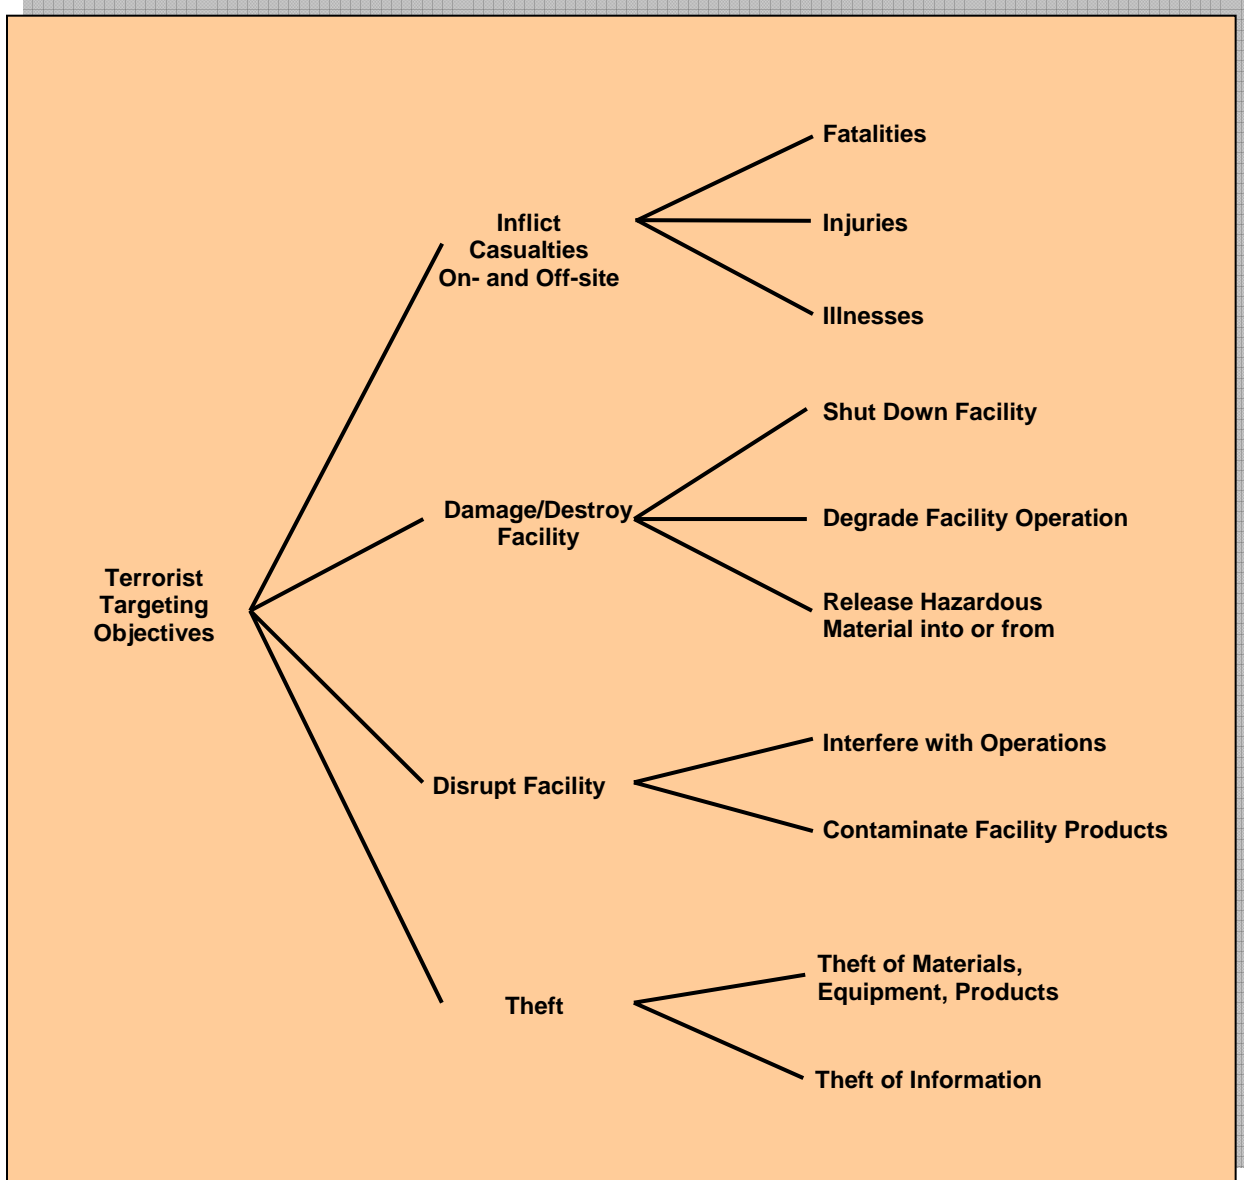 Fatalities
Inflict
Casualties
On- and Off-site
Injuries
Illnesses
Shut Down Facility
Damage/Destroy
Facility
Degrade Facility Operation
Terrorist
Targeting
Objectives
Release Hazardous
Material into or from
Interfere with Operations
Disrupt Facility
Contaminate Facility Products
Theft of Materials,
Equipment, Products
Theft
Theft of Information